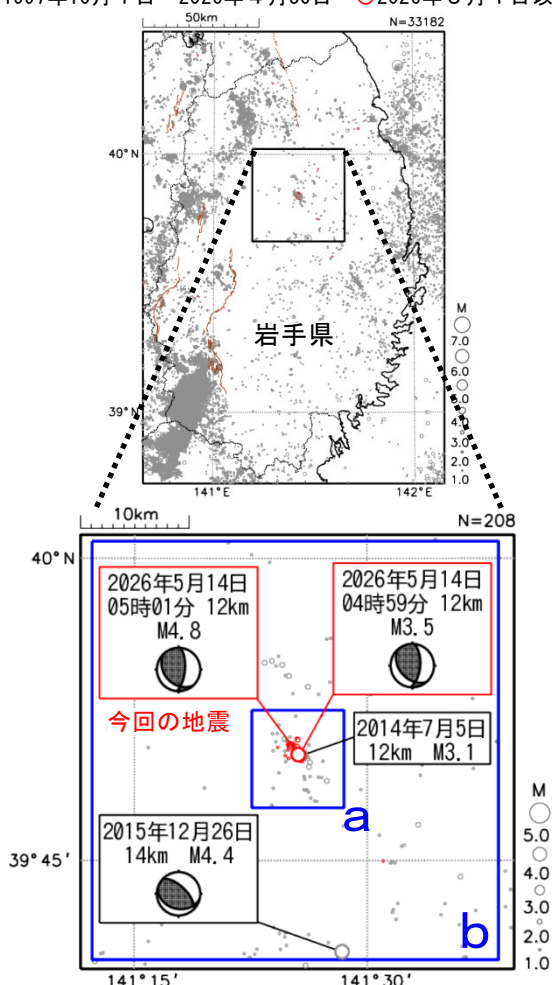 50km
N=33182
40°N
岩手県
39°N
M
7.0
6.0
5.0
4.0
3.0
2.0
1.0
141°E
142°E
10km
N=208
40°N
2026年5月14日
05時01分 12km
M4.8
2026年5月14日
04時59分 12km
M3.5
今回の地震
2014年7月5日
12km M3.1
a
2015年12月26日
14km M4.4
39°45′
b
M
5.0
4.0
3.0
2.0
1.0
141°15′
141°30′